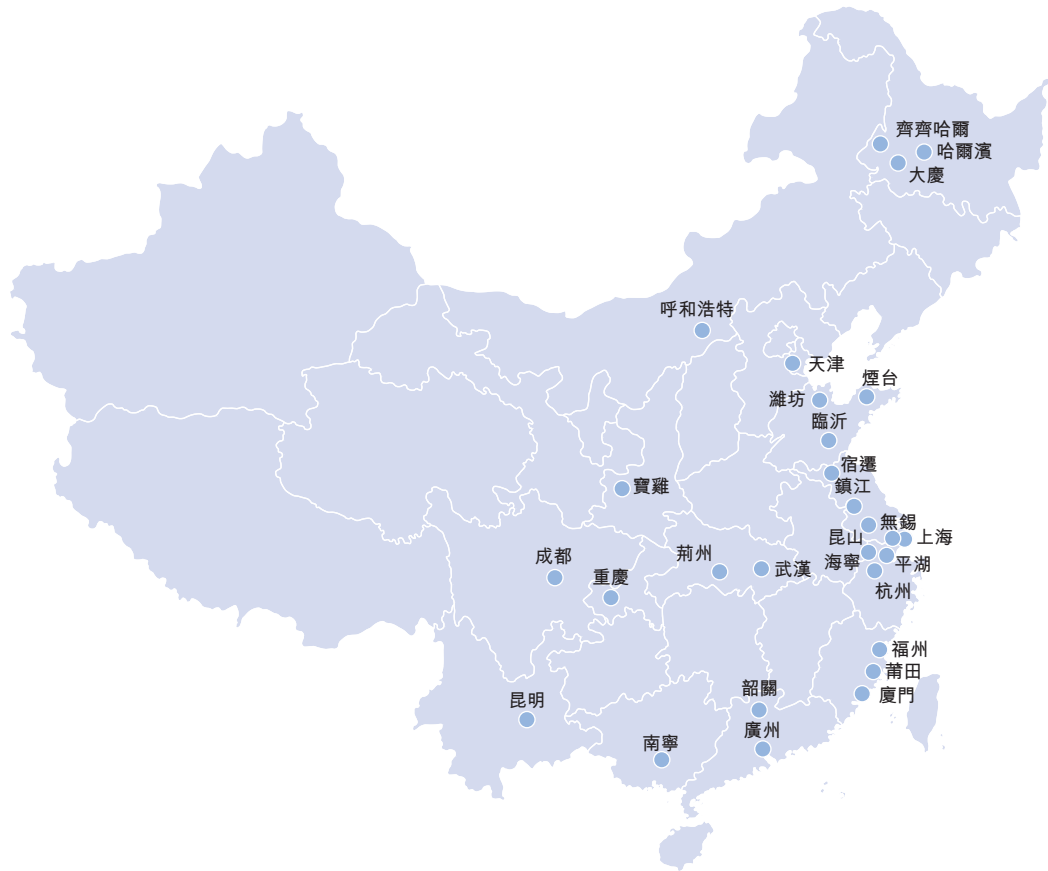 齊齊哈爾
哈爾濱
大慶
呼和浩特
天津
煙台
濰坊
臨沂
宿遷
鎮江
寶雞
無錫
昆山
上海
海寧
平湖
杭州
成都
荊州
武漢
重慶
福州
莆田
廈門
韶關
昆明
廣州
南寧